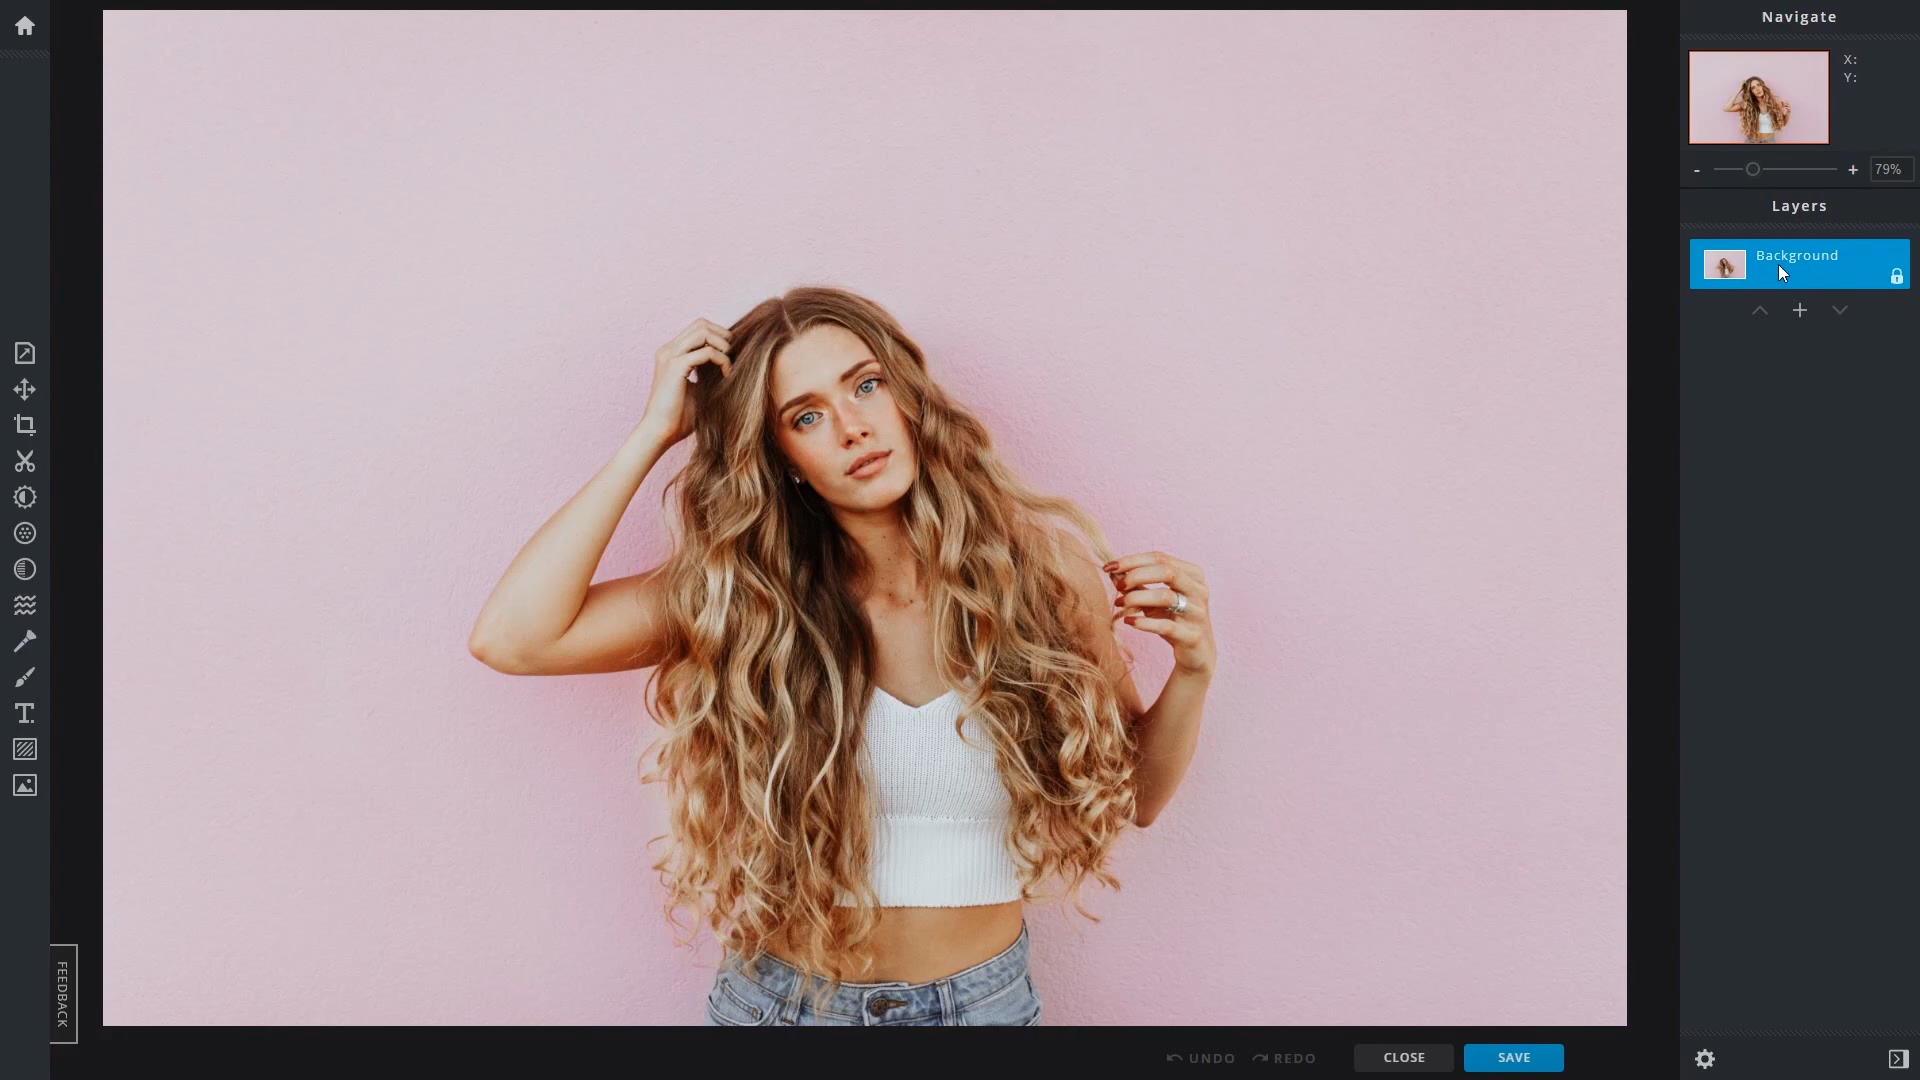 Navigate
X:
Y:
- + 79%
Layers
Background
FEEDBACK
UNDO REDO CLOSE SAVE